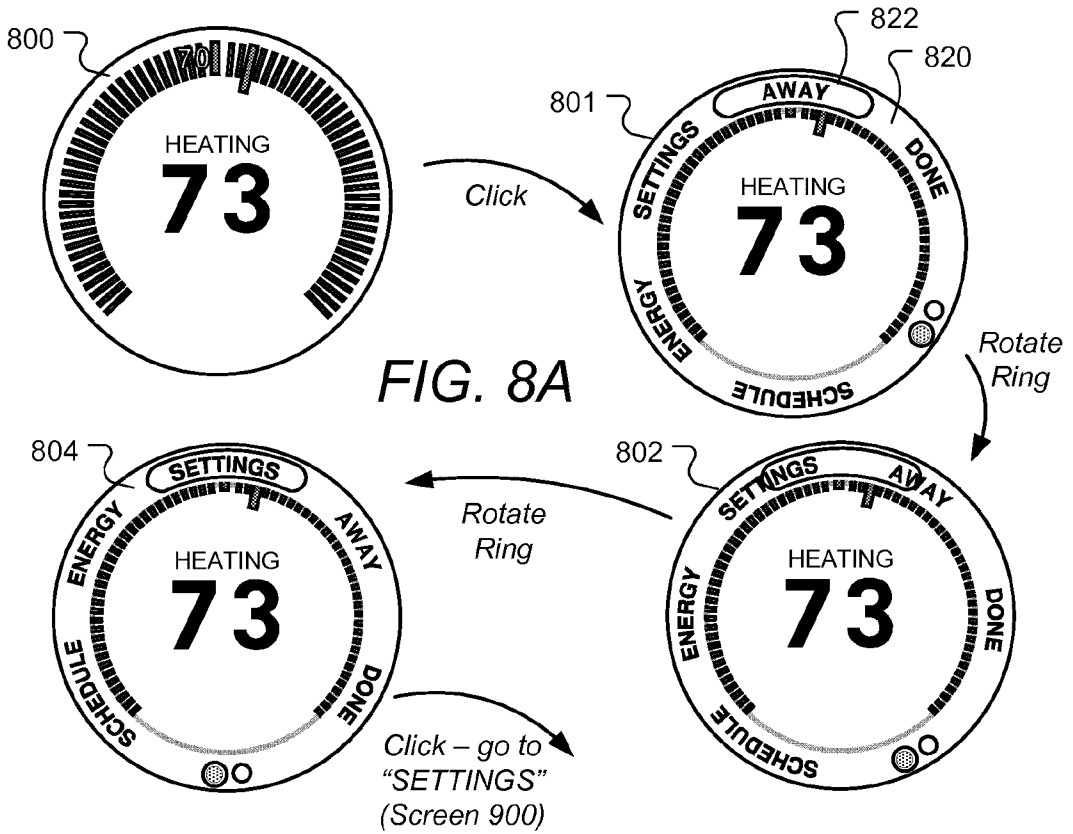 800
70
HEATING
73
Click
822
820
801
AWAY
DONE
SETTINGS
ENERGY
SCHEDULE
HEATING
73
FIG. 8A
Rotate
Ring
804
SETTINGS
AWAY
ENERGY
SCHEDULE
DONE
HEATING
73
Rotate
Ring
802
SETTINGS
AWAY
ENERGY
DONE
SCHEDULE
HEATING
73
Click – go to
“SETTINGS”
(Screen 900)